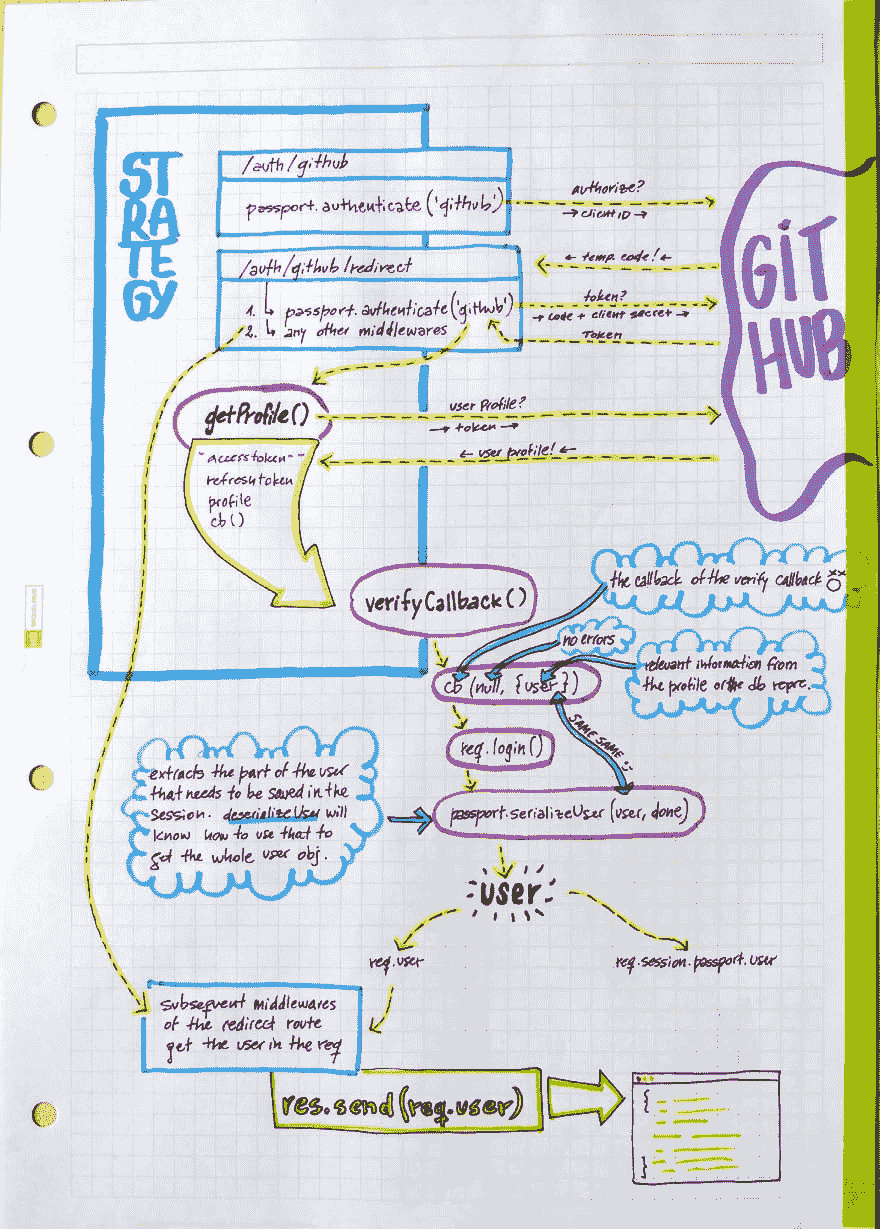 STRATEGY
/auth/github
passport.authenticate('github')
authorize?
→ client ID →
/auth/github/redirect
← temp. code! ←
1. ↳ passport.authenticate('github')
2. ↳ any other middlewares
token?
→ code + client secret →
Token
GIT
HUB
getProfile()
user Profile?
→ token →
← user profile! ←
access token
refresh token
profile
cb()
verifyCallback()
the callback of the verify callback
no errors
cb (null, {user})
relevant information from
the profile or the db repre.
req.login()
SAME SAME
extracts the part of the user
that needs to be saved in the
session. deserializeUser will
know how to use that to
get the whole user obj.
passport.serializeUser(user, done)
user
req.user
req.session.passport.user
subsequent middlewares
of the redirect route
get the user in the req
res.send(req.user)
{
}